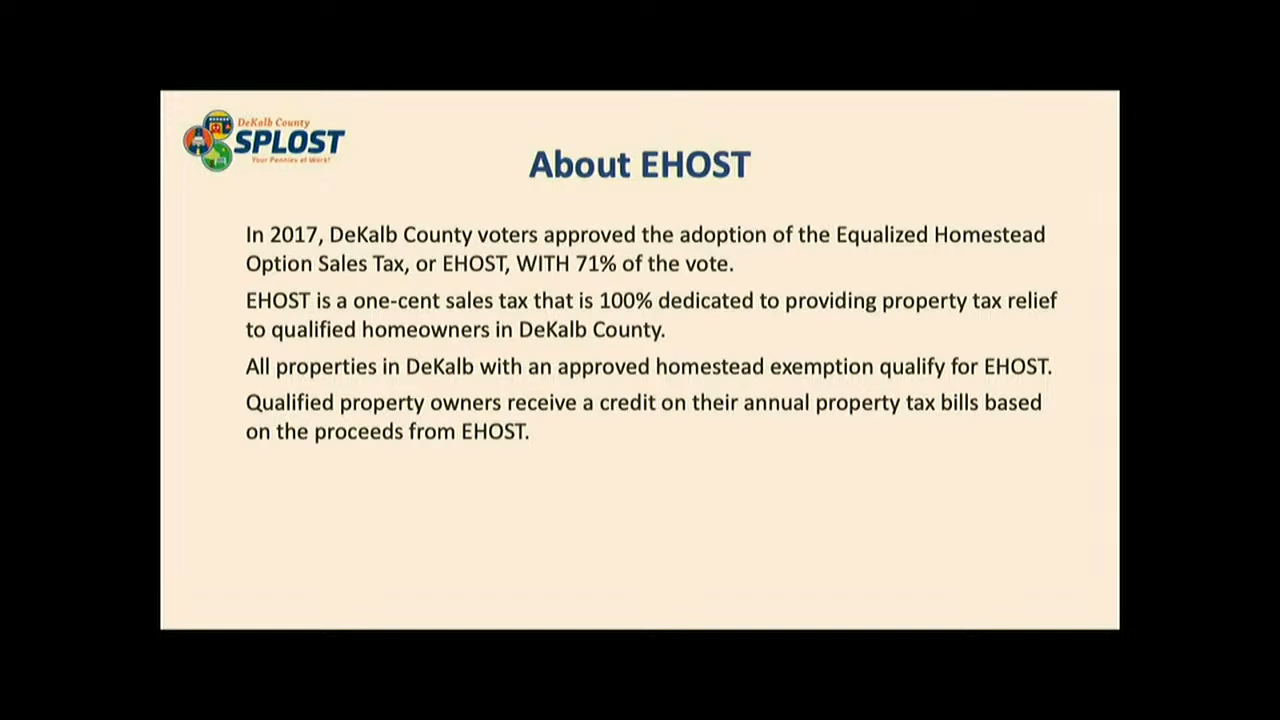 DeKalb County
SPLOST
Your Pennies at Work!
About EHOST
In 2017, DeKalb County voters approved the adoption of the Equalized Homestead
Option Sales Tax, or EHOST, WITH 71% of the vote.
EHOST is a one-cent sales tax that is 100% dedicated to providing property tax relief
to qualified homeowners in DeKalb County.
All properties in DeKalb with an approved homestead exemption qualify for EHOST.
Qualified property owners receive a credit on their annual property tax bills based
on the proceeds from EHOST.